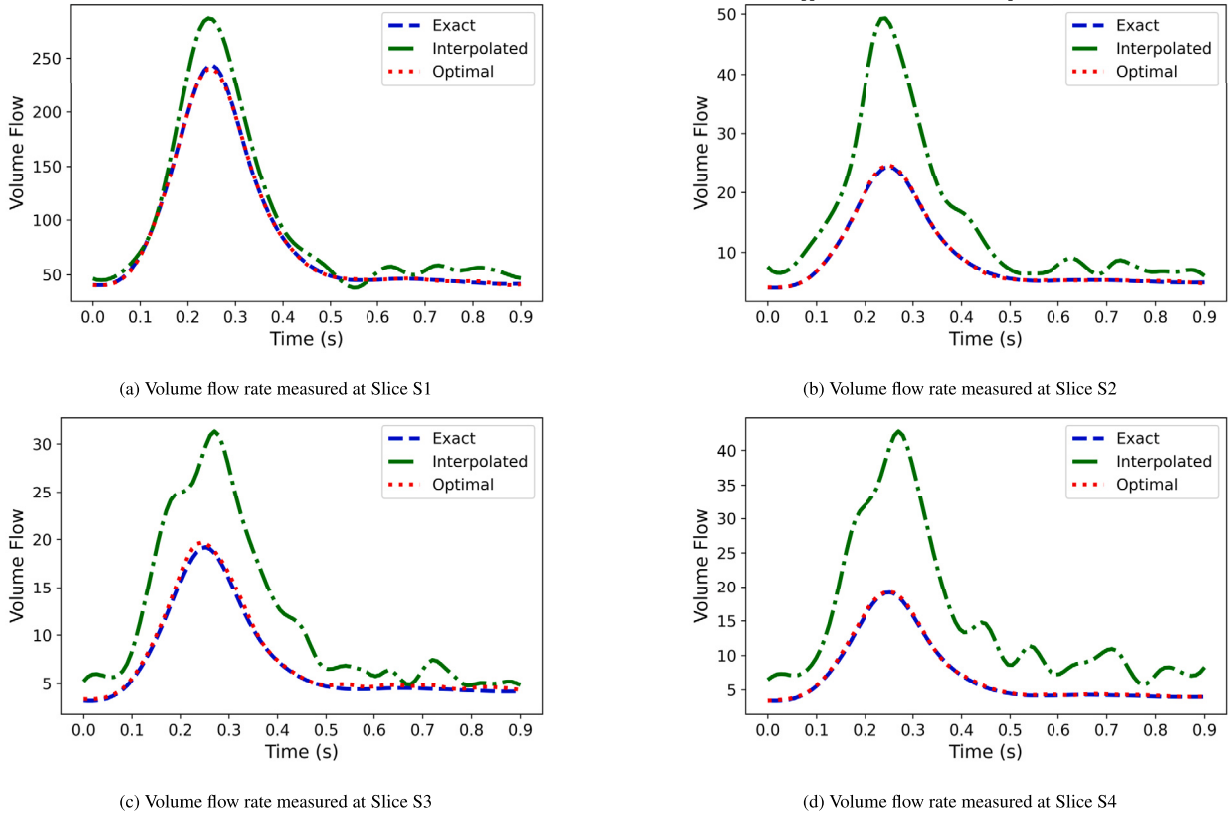 Exact
Interpolated
Optimal
250
200
150
100
50
Volume Flow
0.0 0.1 0.2 0.3 0.4 0.5 0.6 0.7 0.8 0.9
Time (s)
(a) Volume flow rate measured at Slice S1
Exact
Interpolated
Optimal
50
40
30
20
10
Volume Flow
0.0 0.1 0.2 0.3 0.4 0.5 0.6 0.7 0.8 0.9
Time (s)
(b) Volume flow rate measured at Slice S2
Exact
Interpolated
Optimal
30
25
20
15
10
5
Volume Flow
0.0 0.1 0.2 0.3 0.4 0.5 0.6 0.7 0.8 0.9
Time (s)
(c) Volume flow rate measured at Slice S3
Exact
Interpolated
Optimal
40
35
30
25
20
15
10
5
Volume Flow
0.0 0.1 0.2 0.3 0.4 0.5 0.6 0.7 0.8 0.9
Time (s)
(d) Volume flow rate measured at Slice S4